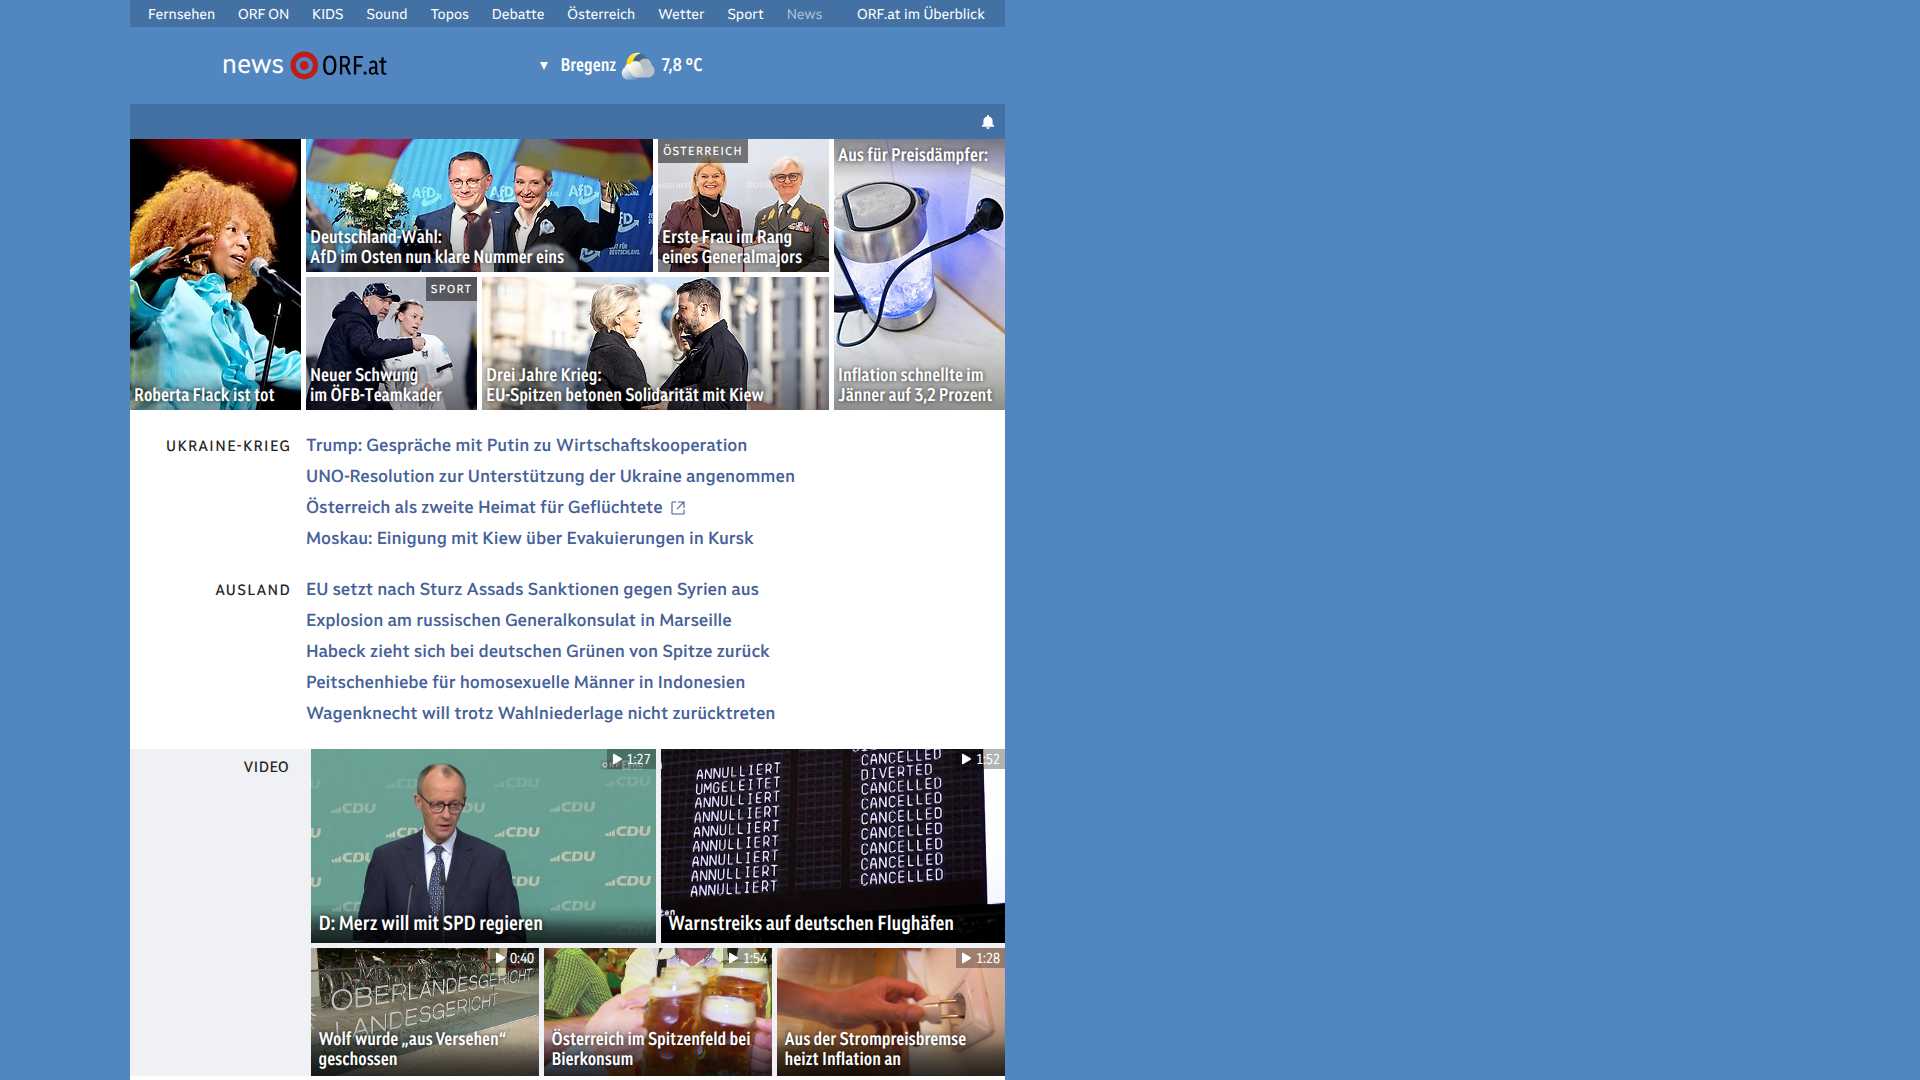 Fernsehen ORF ON KIDS Sound Topos Debatte Österreich Wetter Sport News ORF.at im Überblick
news ORF.at
Bregenz 7,8 °C
Roberta Flack ist tot
AfD AfD
Deutschland-Wahl:
AfD im Osten nun klare Nummer eins
ÖSTERREICH
Erste Frau im Rang
eines Generalmajors
Aus für Preisdämpfer:
Inflation schnellte im
Jänner auf 3,2 Prozent
SPORT
Neuer Schwung
im ÖFB-Teamkader
Drei Jahre Krieg:
EU-Spitzen betonen Solidarität mit Kiew
UKRAINE-KRIEG
Trump: Gespräche mit Putin zu Wirtschaftskooperation
UNO-Resolution zur Unterstützung der Ukraine angenommen
Österreich als zweite Heimat für Geflüchtete
Moskau: Einigung mit Kiew über Evakuierungen in Kursk
AUSLAND
EU setzt nach Sturz Assads Sanktionen gegen Syrien aus
Explosion am russischen Generalkonsulat in Marseille
Habeck zieht sich bei deutschen Grünen von Spitze zurück
Peitschenhiebe für homosexuelle Männer in Indonesien
Wagenknecht will trotz Wahlniederlage nicht zurücktreten
VIDEO
1:27
CDU CDU CDU CDU CDU CDU
D: Merz will mit SPD regieren
1:52
ANNULLIERT CANCELLED
UMGELEITET DIVERTED
ANNULLIERT CANCELLED
ANNULLIERT CANCELLED
ANNULLIERT CANCELLED
ANNULLIERT CANCELLED
ANNULLIERT CANCELLED
ANNULLIERT CANCELLED
ANNULLIERT CANCELLED
Warnstreiks auf deutschen Flughäfen
0:40
OBERLANDESGERICHT
LANDESGERICHT
Wolf wurde „aus Versehen“
geschossen
1:54
Österreich im Spitzenfeld bei
Bierkonsum
1:28
Aus der Strompreisbremse
heizt Inflation an